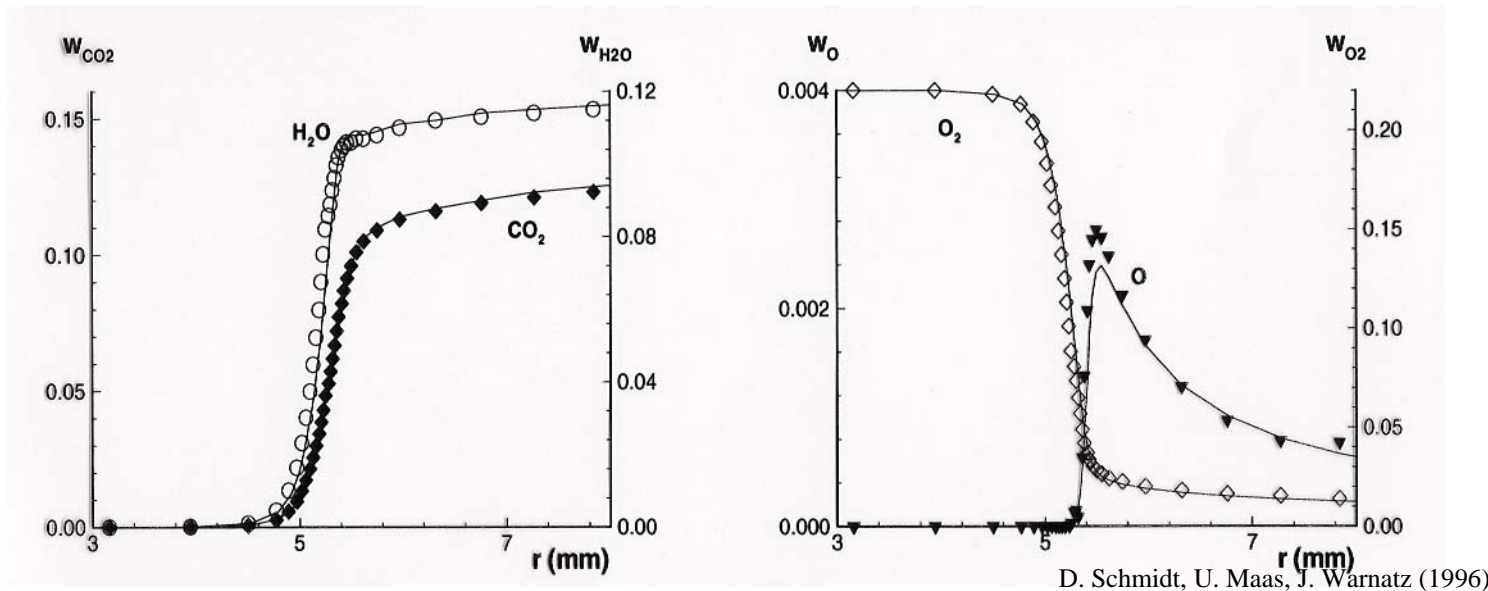 W_CO2 W_H2O
0.15
0.10
0.05
0.00
H₂O
CO₂
0.12
0.08
0.04
0.00
3 5 7
r (mm)
W_O W_O2
0.004
0.002
0.000
O₂
O
0.20
0.15
0.10
0.05
0.00
3 5 7
r (mm)
D. Schmidt, U. Maas, J. Warnatz (1996)